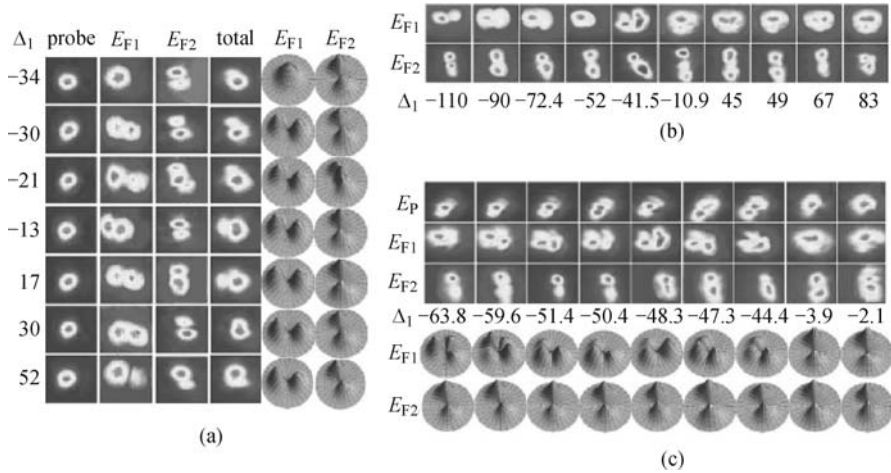 Δ1 probe EF1 EF2 total EF1 EF2
−34
−30
−21
−13
17
30
52
(a)
EF1
EF2
Δ1 −110 −90 −72.4 −52 −41.5 −10.9 45 49 67 83
(b)
EP
EF1
EF2
Δ1 −63.8 −59.6 −51.4 −50.4 −48.3 −47.3 −44.4 −3.9 −2.1
EF1
EF2
(c)